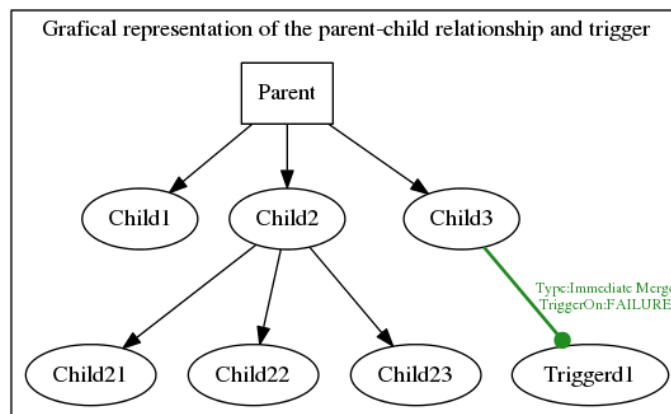 Grafical representation of the parent-child relationship and trigger
Parent
Child1
Child2
Child3
Type:Immediate Merge
TriggerOn:FAILURE
Child21
Child22
Child23
Triggerd1